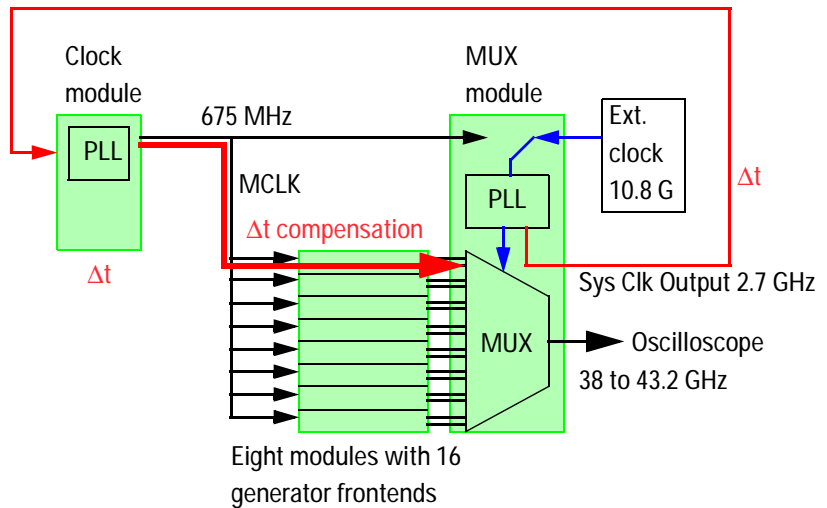 Clock
module
MUX
module
675 MHz
Ext.
clock
10.8 G
PLL
MCLK
PLL
Δt
Δt compensation
Δt
Sys Clk Output 2.7 GHz
MUX
Oscilloscope
38 to 43.2 GHz
Eight modules with 16
generator frontends